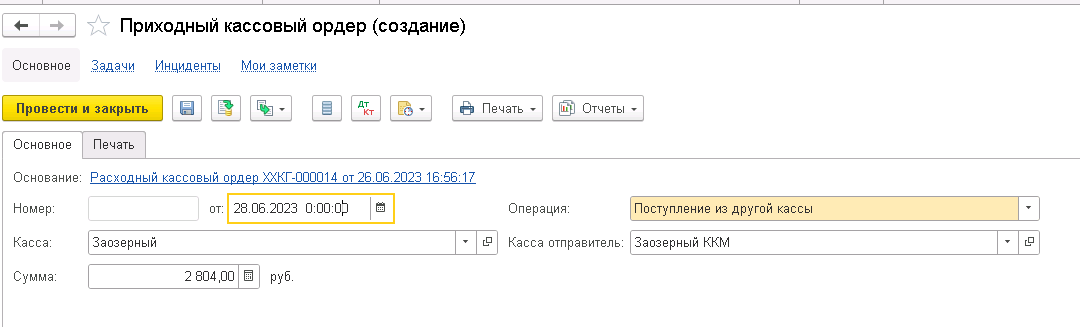 Приходный кассовый ордер (создание)
Основное Задачи Инциденты Мои заметки
Провести и закрыть Дт Кт Печать Отчеты
Основное Печать
Основание: Расходный кассовый ордер ХХКГ-000014 от 26.06.2023 16:56:17
Номер: от: 28.06.2023 0:00:00 Операция: Поступление из другой кассы
Касса: Заозерный Касса отправитель: Заозерный ККМ
Сумма: 2 804,00 руб.